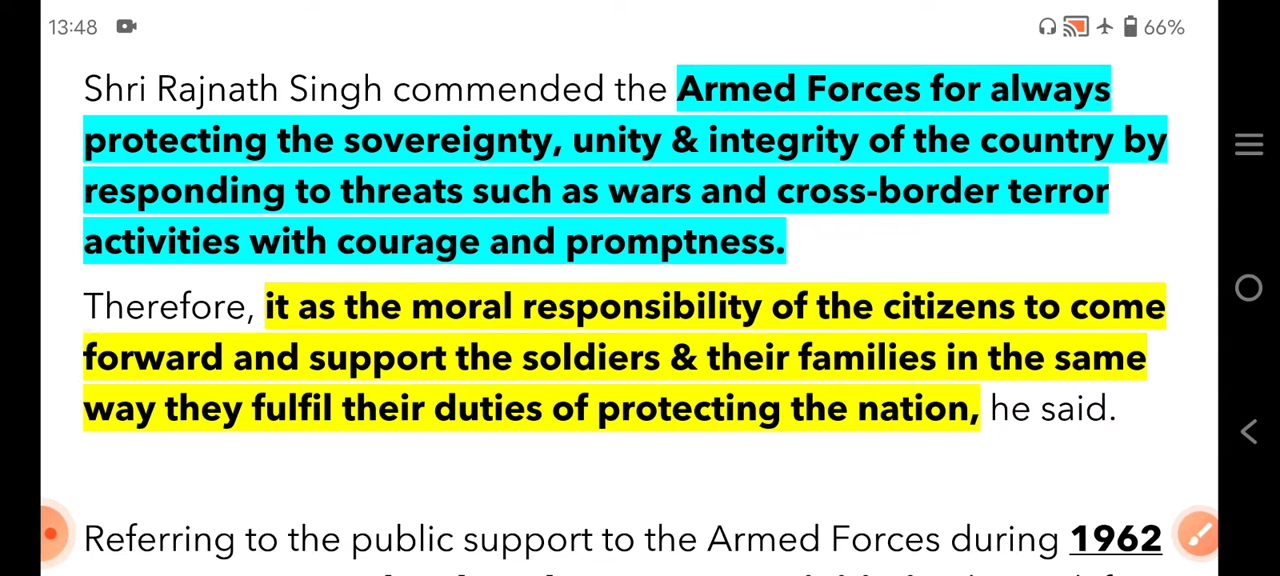 13:48
66%
Shri Rajnath Singh commended the Armed Forces for always
protecting the sovereignty, unity & integrity of the country by
responding to threats such as wars and cross-border terror
activities with courage and promptness.
Therefore, it as the moral responsibility of the citizens to come
forward and support the soldiers & their families in the same
way they fulfil their duties of protecting the nation, he said.
Referring to the public support to the Armed Forces during 1962